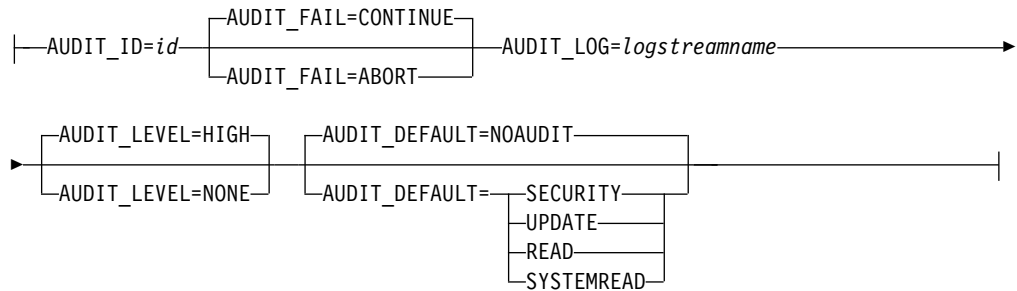 AUDIT_FAIL=CONTINUE
AUDIT_ID=id AUDIT_LOG=logstreamname
AUDIT_FAIL=ABORT
AUDIT_LEVEL=HIGH AUDIT_DEFAULT=NOAUDIT
AUDIT_LEVEL=NONE AUDIT_DEFAULT= SECURITY
UPDATE
READ
SYSTEMREAD